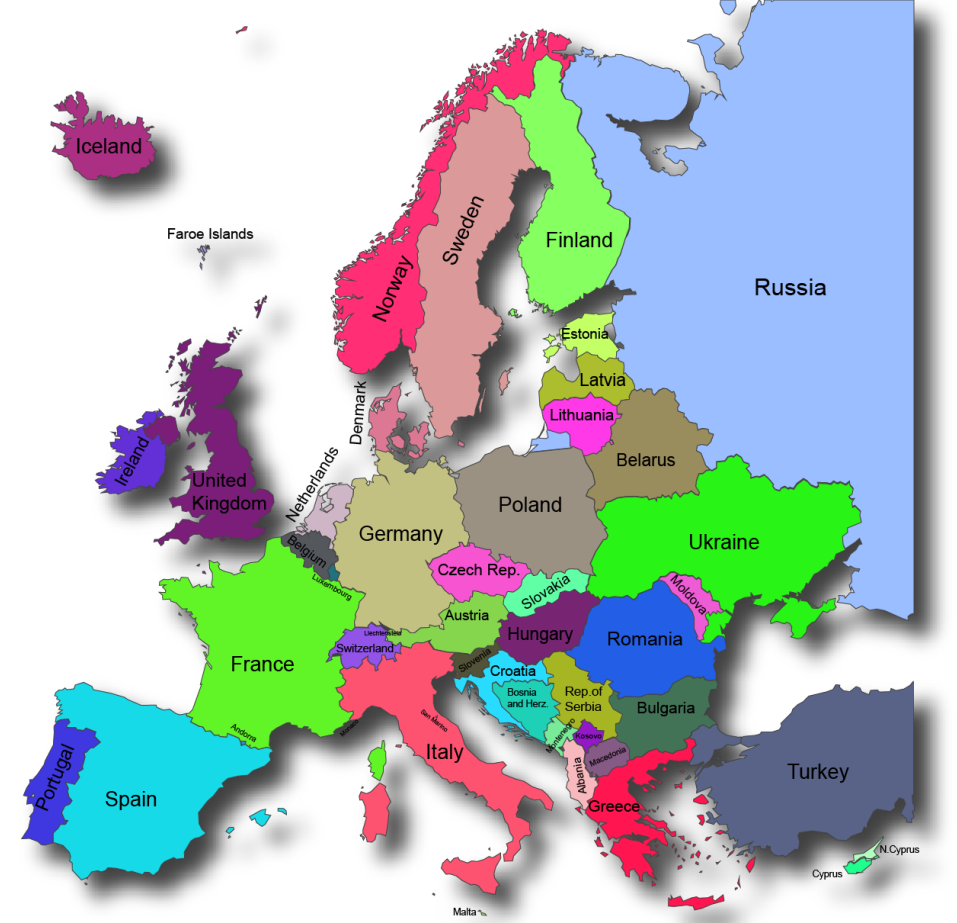 Iceland
Faroe Islands
Norway
Sweden
Finland
Russia
Estonia
Latvia
Lithuania
Denmark
Belarus
Ireland
United
Kingdom
Netherlands
Belgium
Luxembourg
Germany
Poland
Ukraine
Czech Rep.
Slovakia
Moldova
Austria
Liechtenstein
Switzerland
Hungary
Romania
France
Slovenia
Croatia
Bosnia
and Herz.
Rep.of
Serbia
Bulgaria
Andorra
Monaco
San Marino
Italy
Montenegro
Kosovo
Macedonia
Albania
Greece
Turkey
Portugal
Spain
N.Cyprus
Cyprus
Malta